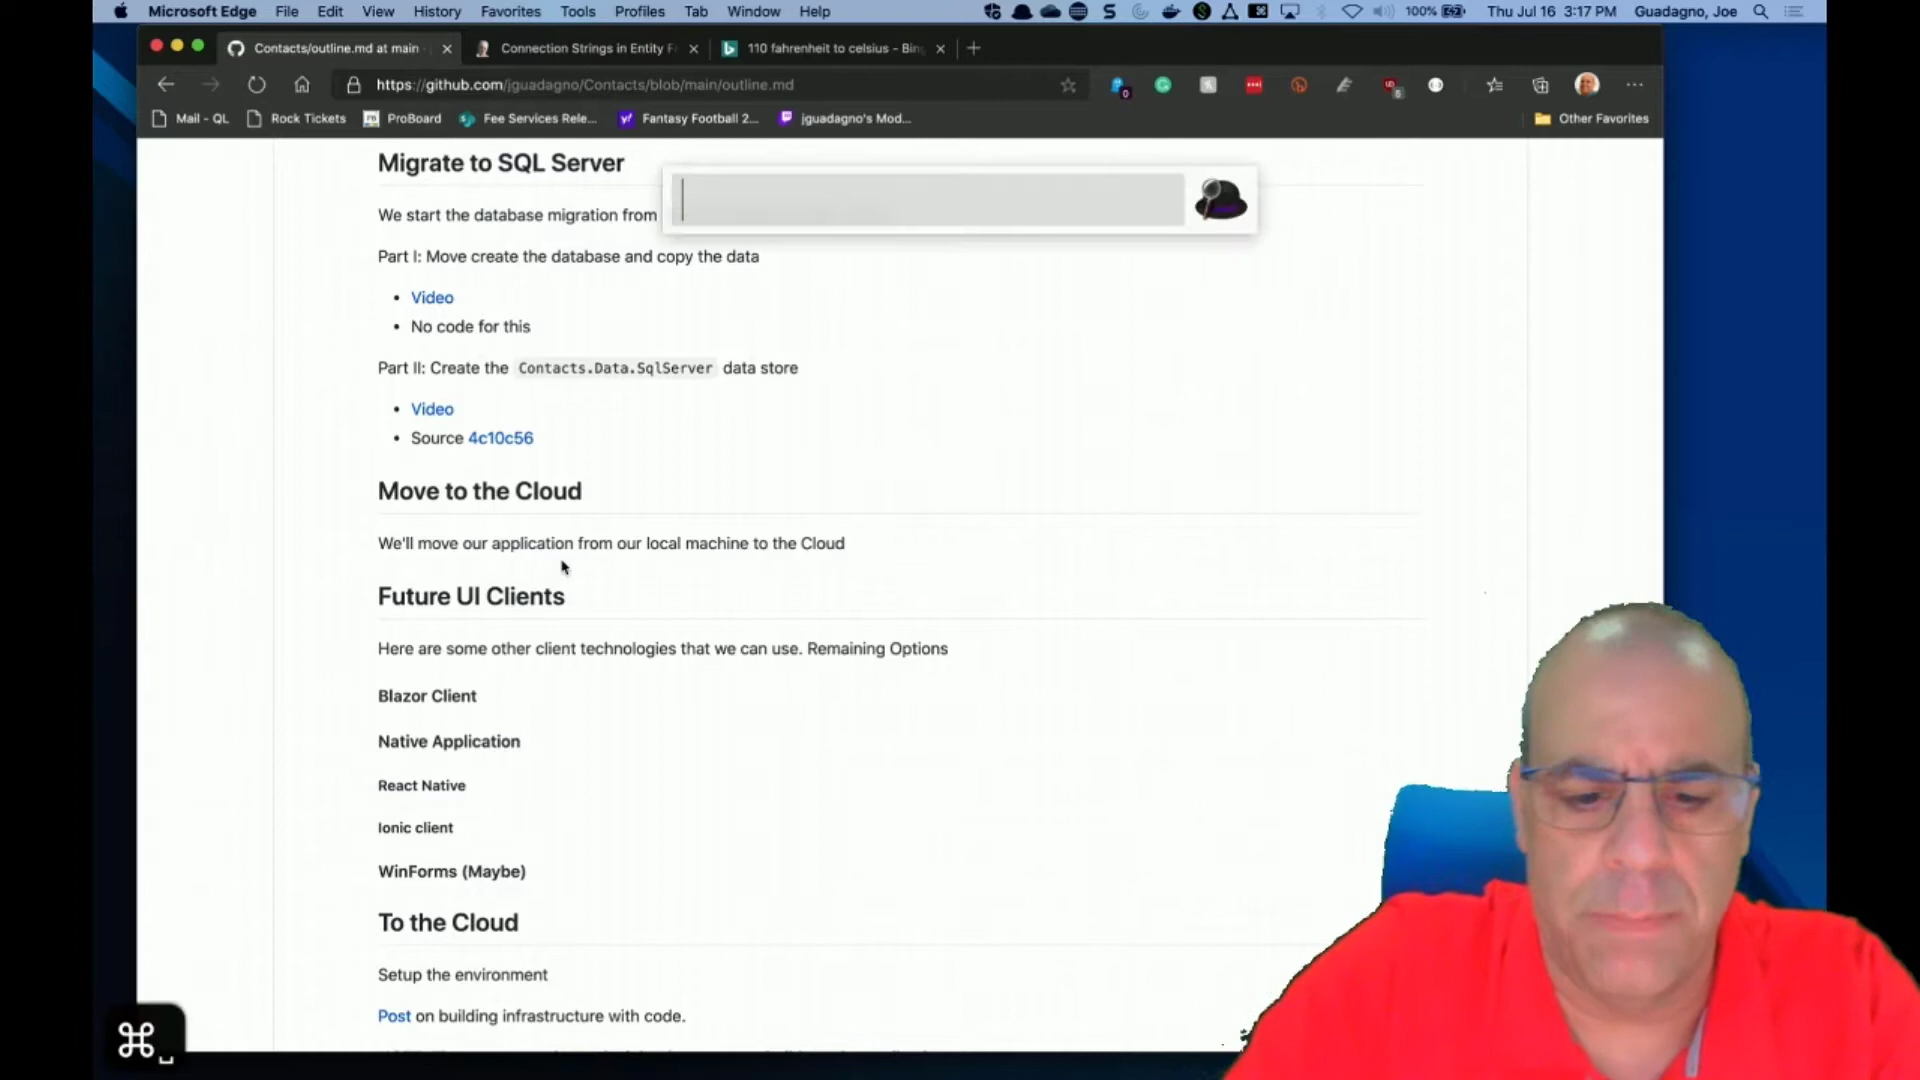 Microsoft Edge File Edit View History Favorites Tools Profiles Tab Window Help 100% Thu Jul 16 3:17 PM Guadagno, Joe
Contacts/outline.md at main Connection Strings in Entity F 110 fahrenheit to celsius - Bin
https://github.com/jguadagno/Contacts/blob/main/outline.md
Mail - QL Rock Tickets ProBoard Fee Services Rele... Fantasy Football 2... jguadagno's Mod... Other Favorites
Migrate to SQL Server
We start the database migration from
Part I: Move create the database and copy the data
Video
No code for this
Part II: Create the Contacts.Data.SqlServer data store
Video
Source 4c10c56
Move to the Cloud
We'll move our application from our local machine to the Cloud
Future UI Clients
Here are some other client technologies that we can use. Remaining Options
Blazor Client
Native Application
React Native
Ionic client
WinForms (Maybe)
To the Cloud
Setup the environment
Post on building infrastructure with code.